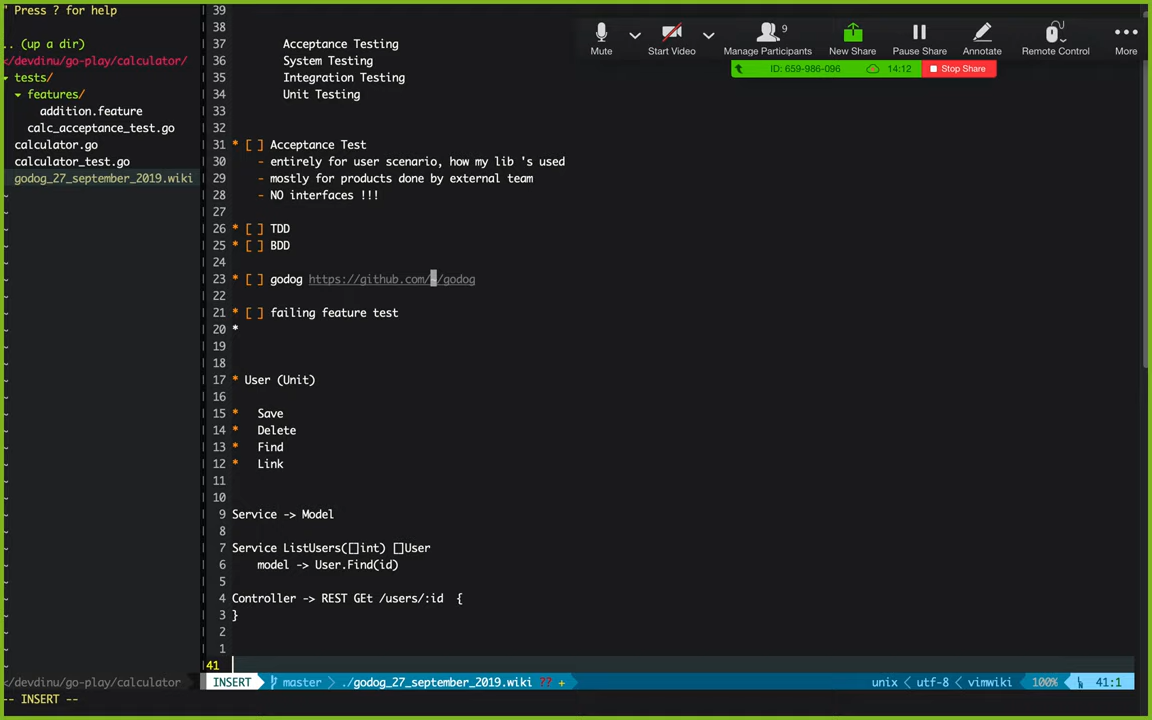 " Press ? for help
.. (up a dir)
</devdinu/go-play/calculator/
▾ tests/
▾ features/
addition.feature
calc_acceptance_test.go
calculator.go
calculator_test.go
godog_27_september_2019.wiki
39
38
37 Acceptance Testing
36 System Testing
35 Integration Testing
34 Unit Testing
33
32
31 * [ ] Acceptance Test
30 - entirely for user scenario, how my lib 's used
29 - mostly for products done by external team
28 - NO interfaces !!!
27
26 * [ ] TDD
25 * [ ] BDD
24
23 * [ ] godog https://github.com/~/godog
22
21 * [ ] failing feature test
20 *
19
18
17 * User (Unit)
16
15 * Save
14 * Delete
13 * Find
12 * Link
11
10
9 Service -> Model
8
7 Service ListUsers([]int) []User
6 model -> User.Find(id)
5
4 Controller -> REST GEt /users/:id {
3 }
2
1
41
</devdinu/go-play/calculator INSERT master ./godog_27_september_2019.wiki ?? + unix < utf-8 < vimwiki 100% 41:1
-- INSERT --
Mute Start Video Manage Participants 9 New Share Pause Share Annotate Remote Control More
ID: 659-986-096 14:12 Stop Share